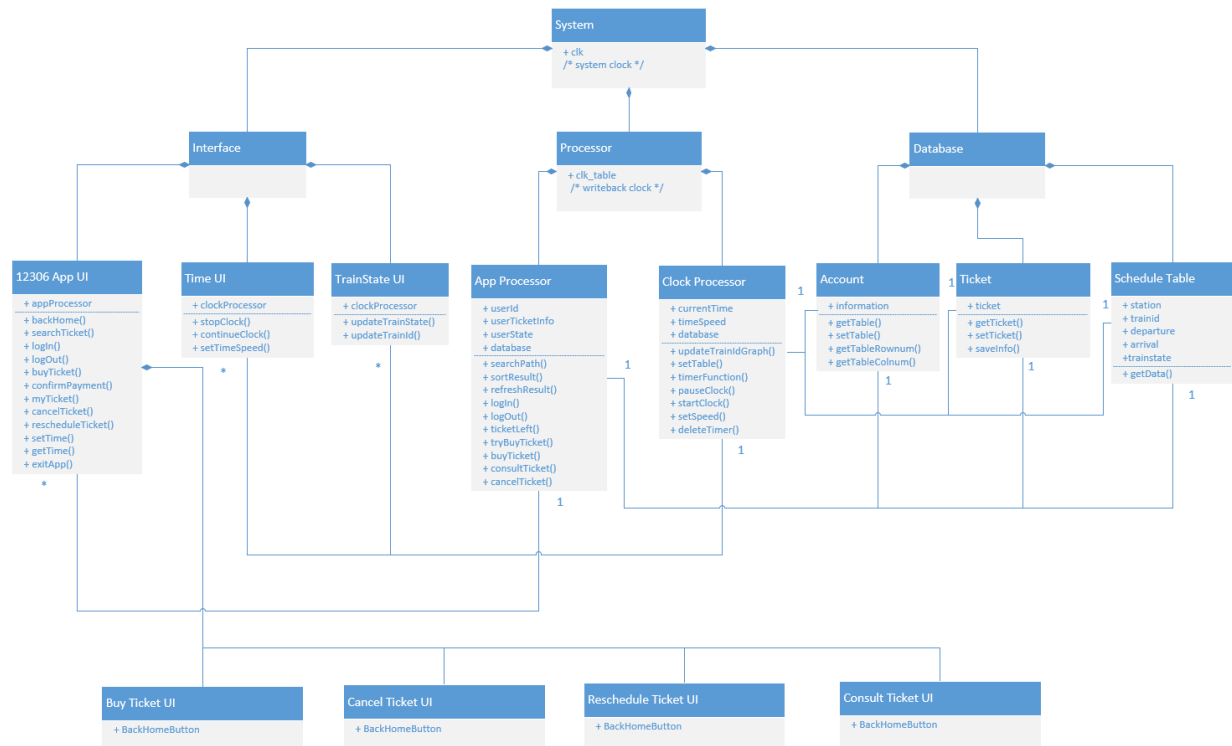 System
+ clk
/* system clock */
Interface
Processor
+ clk_table
/* writeback clock */
Database
12306 App UI
+ appProcessor
+ backHome()
+ searchTicket()
+ logIn()
+ logOut()
+ buyTicket()
+ confirmPayment()
+ myTicket()
+ cancelTicket()
+ rescheduleTicket()
+ setTime()
+ getTime()
+ exitApp()
*
Time UI
+ clockProcessor
+ stopClock()
+ continueClock()
+ setTimeSpeed()
*
TrainState UI
+ clockProcessor
+ updateTrainState()
+ updateTrainId()
*
App Processor
+ userId
+ userTicketInfo
+ userState
+ database
+ searchPath()
+ sortResult()
+ refreshResult()
+ logIn()
+ logOut()
+ ticketLeft()
+ tryBuyTicket()
+ buyTicket()
+ consultTicket()
+ cancelTicket()
1
1
Clock Processor
+ currentTime
+ timeSpeed
+ database
+ updateTrainIdGraph()
+ setTable()
+ timerFunction()
+ pauseClock()
+ startClock()
+ setSpeed()
+ deleteTimer()
1
1
Account
+ information
+ getTable()
+ setTable()
+ getTableRownum()
+ getTableColnum()
1
1
Ticket
+ ticket
+ getTicket()
+ setTicket()
+ saveInfo()
1
1
Schedule Table
+ station
+ trainid
+ departure
+ arrival
+trainstate
+ getData()
1
Buy Ticket UI
+ BackHomeButton
Cancel Ticket UI
+ BackHomeButton
Reschedule Ticket UI
+ BackHomeButton
Consult Ticket UI
+ BackHomeButton